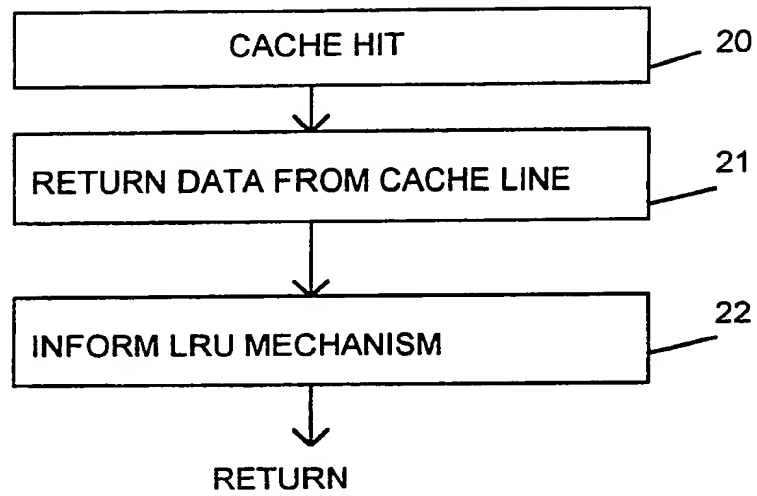 CACHE HIT
20
RETURN DATA FROM CACHE LINE
21
INFORM LRU MECHANISM
22
RETURN